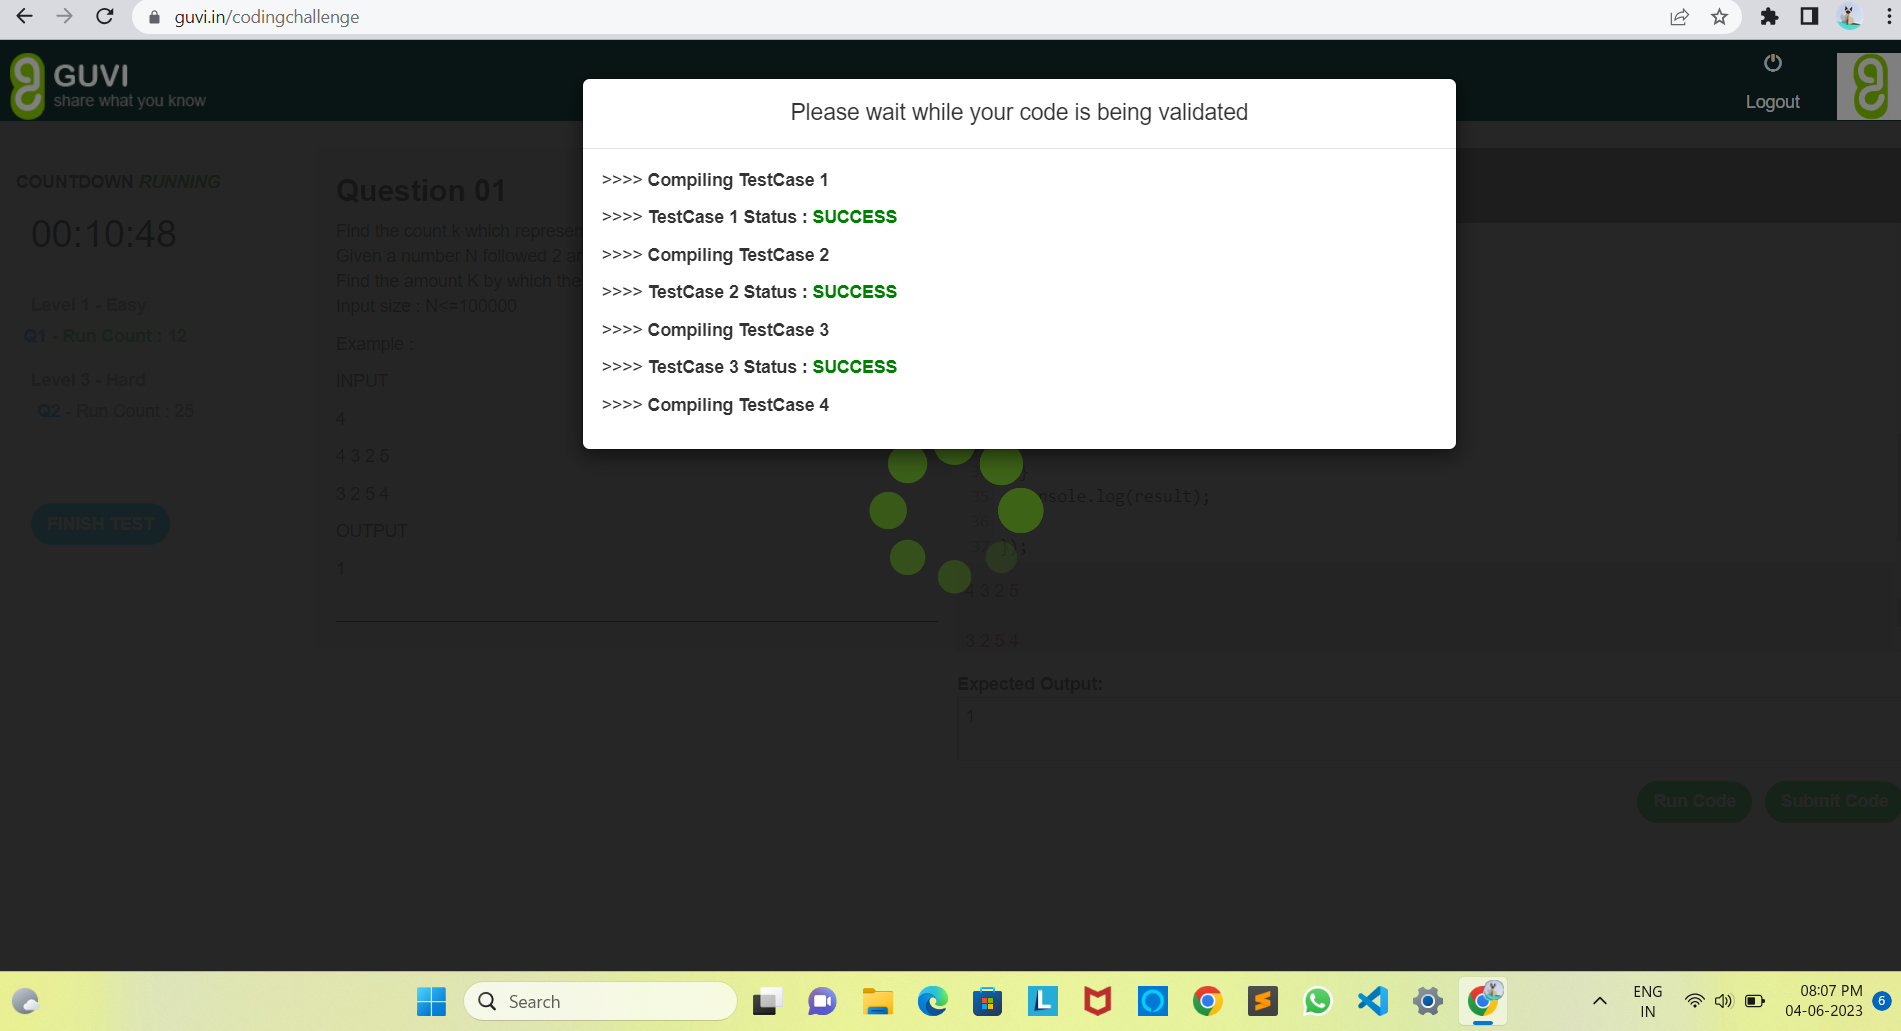 guvi.in/codingchallenge
GUVI
share what you know
Logout
Please wait while your code is being validated
>>>> Compiling TestCase 1
>>>> TestCase 1 Status : SUCCESS
>>>> Compiling TestCase 2
>>>> TestCase 2 Status : SUCCESS
>>>> Compiling TestCase 3
>>>> TestCase 3 Status : SUCCESS
>>>> Compiling TestCase 4
COUNTDOWN RUNNING
00:10:48
Level 1 - Easy
Q1 - Run Count : 12
Level 3 - Hard
Q2 - Run Count : 25
FINISH TEST
Question 01
Find the count k which
Given a number N followed 2
Find the amount K by which the
Input size : N<=100000
Example :
INPUT
4
4 3 2 5
3 2 5 4
OUTPUT
1
}
35 nsole.log(result);
36
37 });
4 3 2 5
3 2 5 4
Expected Output:
1
Run Code
Submit Code
Search
ENG
IN
08:07 PM
04-06-2023
6